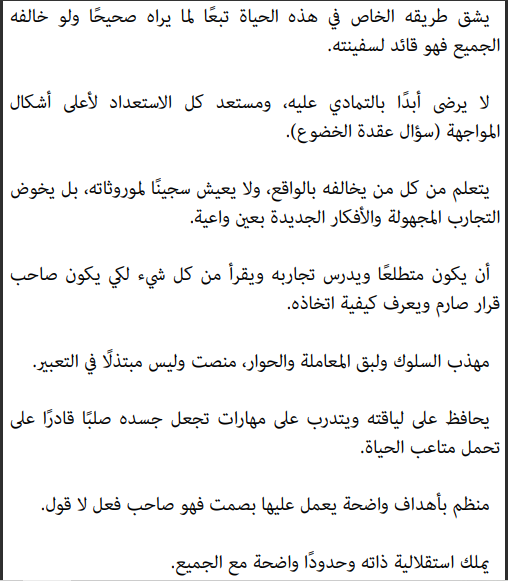 يشق طريقه الخاص في هذه الحياة تبعًا لما يراه صحيحًا ولو خالفه
الجميع فهو قائد لسفينته.
لا يرضى أبدًا بالتمادي عليه، ومستعد كل الاستعداد لأعلى أشكال
المواجهة (سؤال عقدة الخضوع).
يتعلم من كل من يخالفه بالواقع، ولا يعيش سجينًا لموروثاته، بل يخوض
التجارب المجهولة والأفكار الجديدة بعين واعية.
أن يكون متطلعًا ويدرس تجاربه ويقرأ من كل شيء لكي يكون صاحب
قرار صارم ويعرف كيفية اتخاذه.
مهذب السلوك ولبق المعاملة والحوار، منصت وليس مبتذلًا في التعبير.
يحافظ على لياقته ويتدرب على مهارات تجعل جسده صلبًا قادرًا على
تحمل متاعب الحياة.
منظم بأهداف واضحة يعمل عليها بصمت فهو صاحب فعل لا قول.
يملك استقلالية ذاته وحدودًا واضحة مع الجميع.